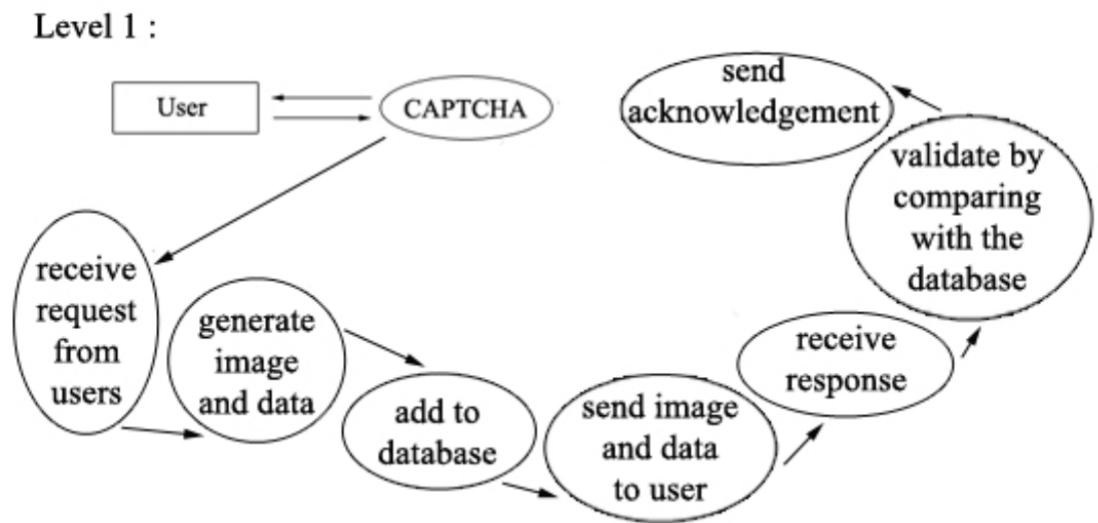 Level 1 :
User
CAPTCHA
receive
request
from
users
generate
image
and data
add to
database
send image
and data
to user
receive
response
validate by
comparing
with the
database
send
acknowledgement